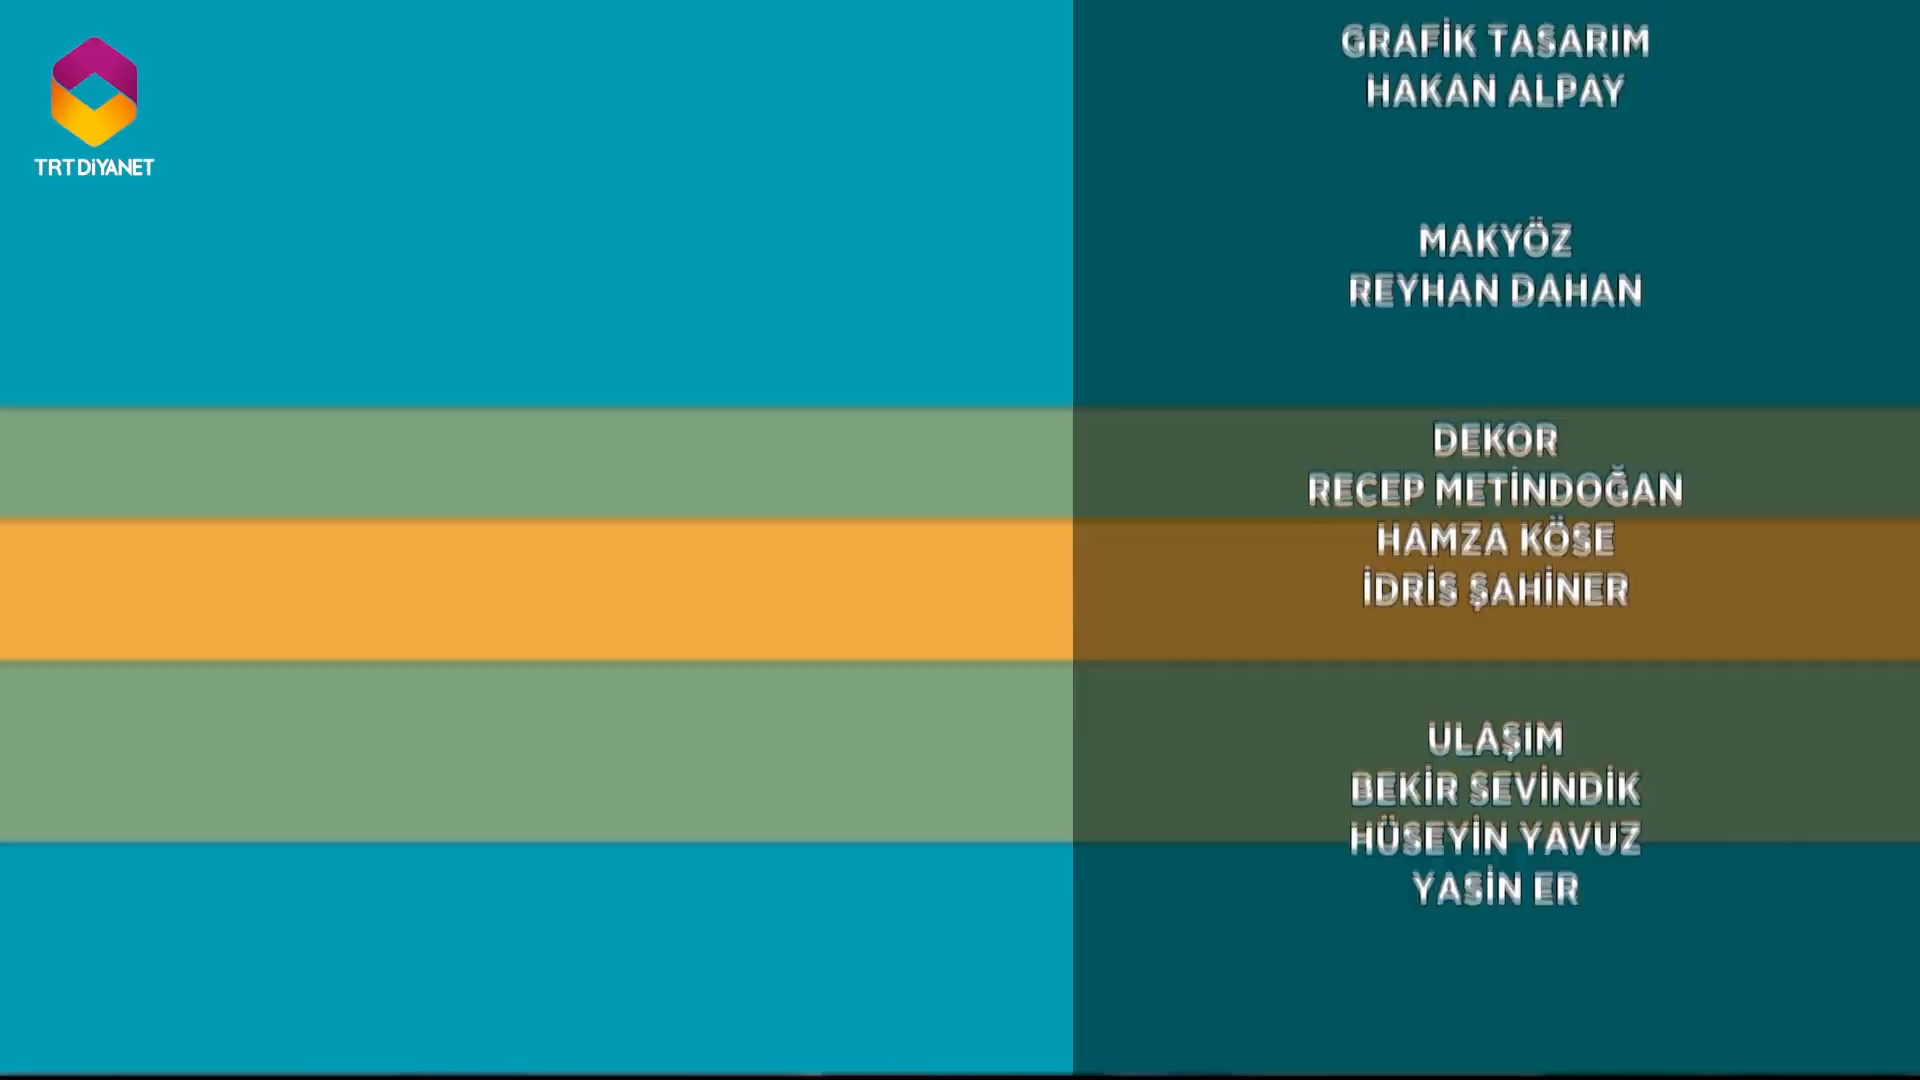 TRT DİYANET
GRAFİK TASARIM
HAKAN ALPAY
MAKYÖZ
REYHAN DAHAN
DEKOR
RECEP METİNDOĞAN
HAMZA KÖSE
İDRİS ŞAHİNER
ULAŞIM
BEKİR SEVİNDİK
HÜSEYİN YAVUZ
YASİN ER